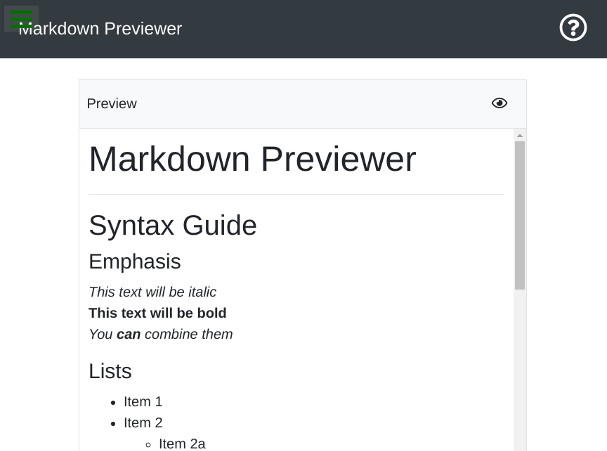 Markdown Previewer
Preview
Markdown Previewer
Syntax Guide
Emphasis
This text will be italic
This text will be bold
You can combine them
Lists
Item 1
Item 2
Item 2a